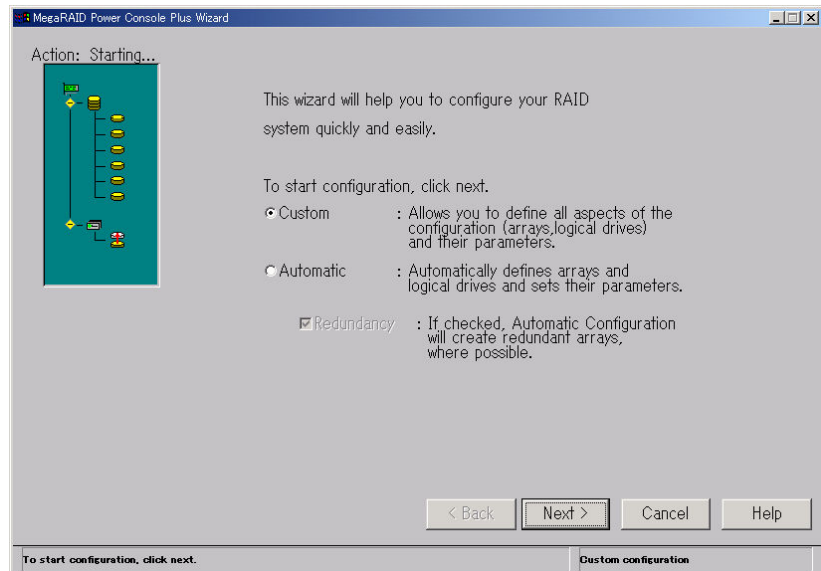 MegaRAID Power Console Plus Wizard
Action: Starting...
This wizard will help you to configure your RAID
system quickly and easily.
To start configuration, click next.
Custom : Allows you to define all aspects of the
configuration (arrays,logical drives)
and their parameters.
Automatic : Automatically defines arrays and
logical drives and sets their parameters.
Redundancy : If checked, Automatic Configuration
will create redundant arrays,
where possible.
< Back Next > Cancel Help
To start configuration, click next. Custom configuration